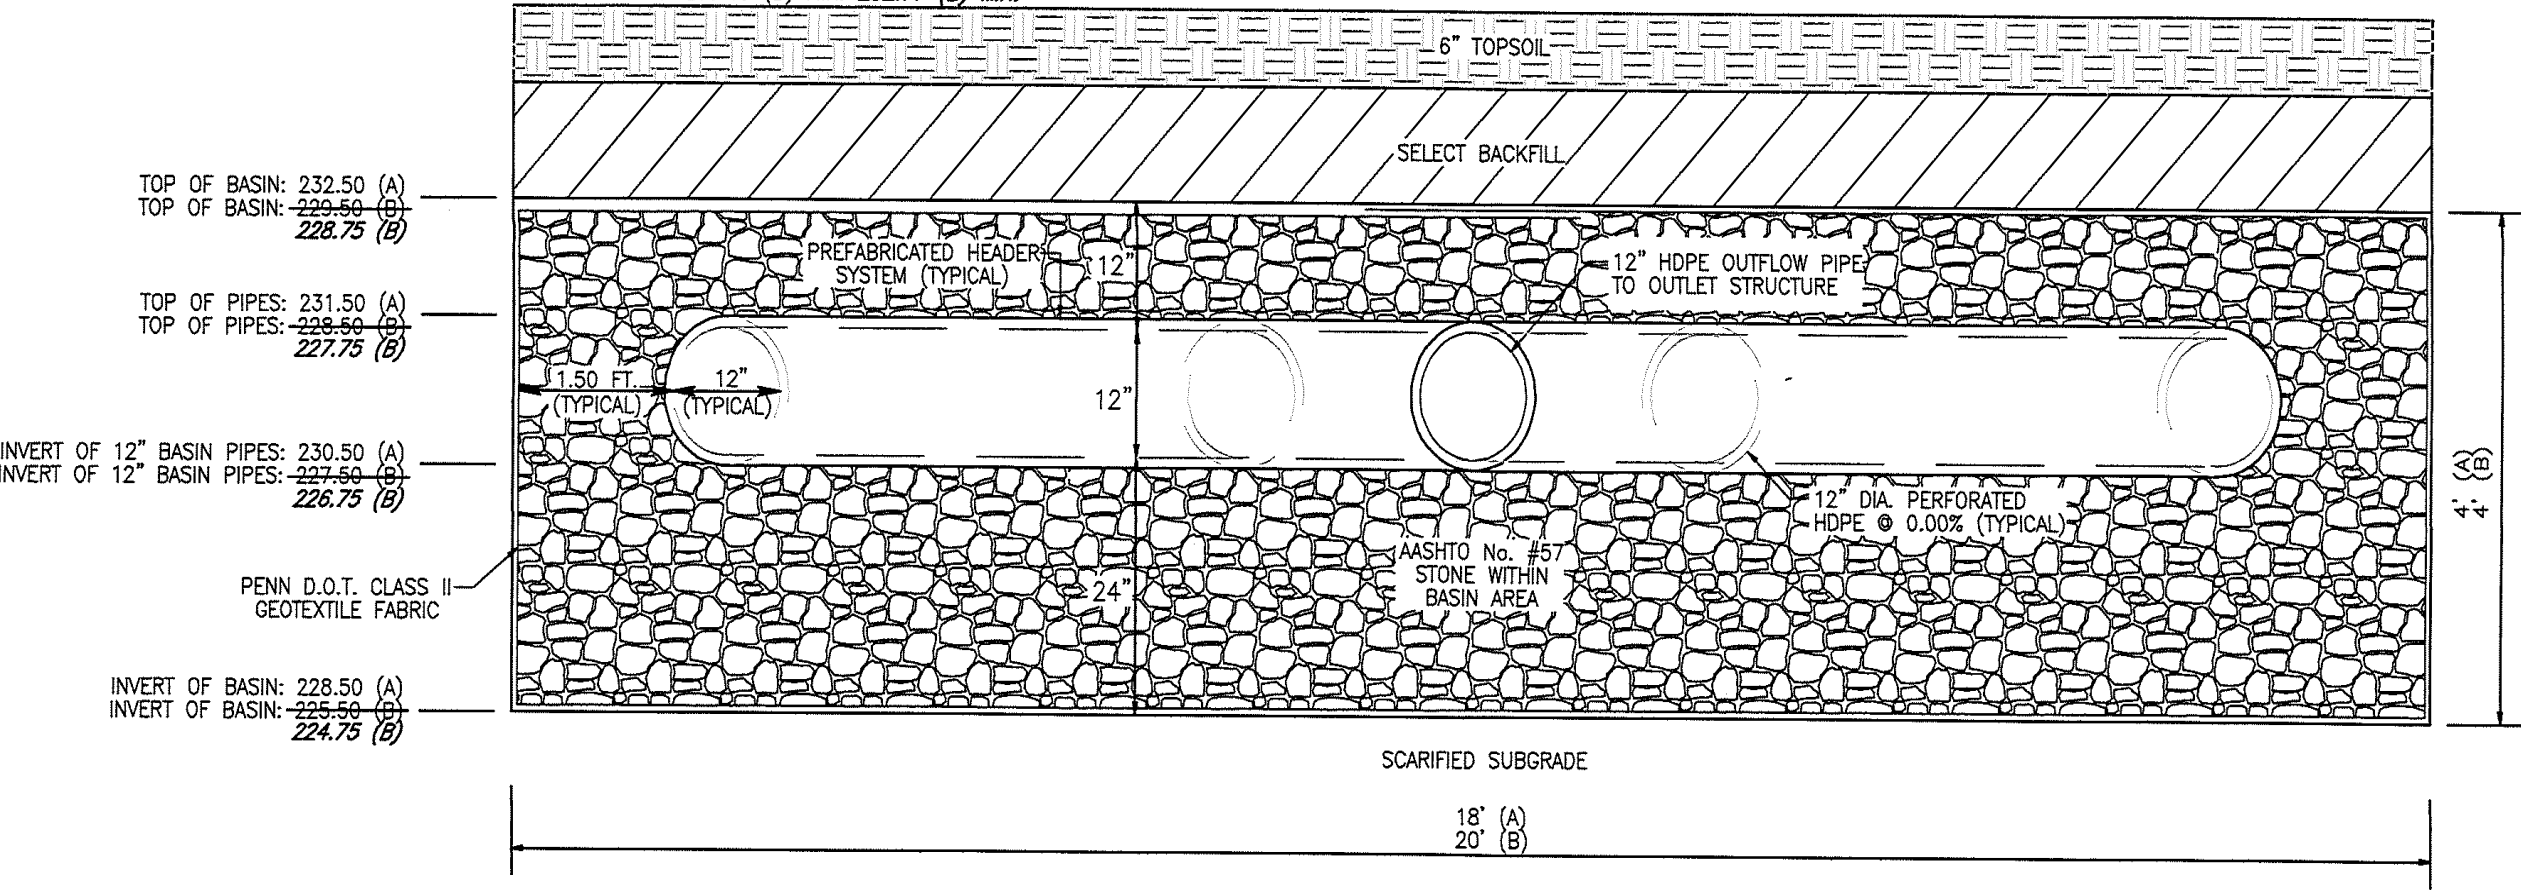 6" TOPSOIL
SELECT BACKFILL
TOP OF BASIN: 232.50 (A)
TOP OF BASIN: 229.50 (B)
228.75 (B)
PREFABRICATED HEADER
SYSTEM (TYPICAL)
12"
12" HDPE OUTFLOW PIPE
TO OUTLET STRUCTURE
TOP OF PIPES: 231.50 (A)
TOP OF PIPES: 228.50 (B)
227.75 (B)
1.50 FT.
(TYPICAL)
12"
(TYPICAL)
12"
INVERT OF 12" BASIN PIPES: 230.50 (A)
INVERT OF 12" BASIN PIPES: 227.50 (B)
226.75 (B)
4' (A)
4' (B)
12" DIA. PERFORATED
HDPE @ 0.00% (TYPICAL)
AASHTO No. #57
STONE WITHIN
BASIN AREA
24"
PENN D.O.T. CLASS II
GEOTEXTILE FABRIC
INVERT OF BASIN: 228.50 (A)
INVERT OF BASIN: 225.50 (B)
224.75 (B)
SCARIFIED SUBGRADE
18' (A)
20' (B)